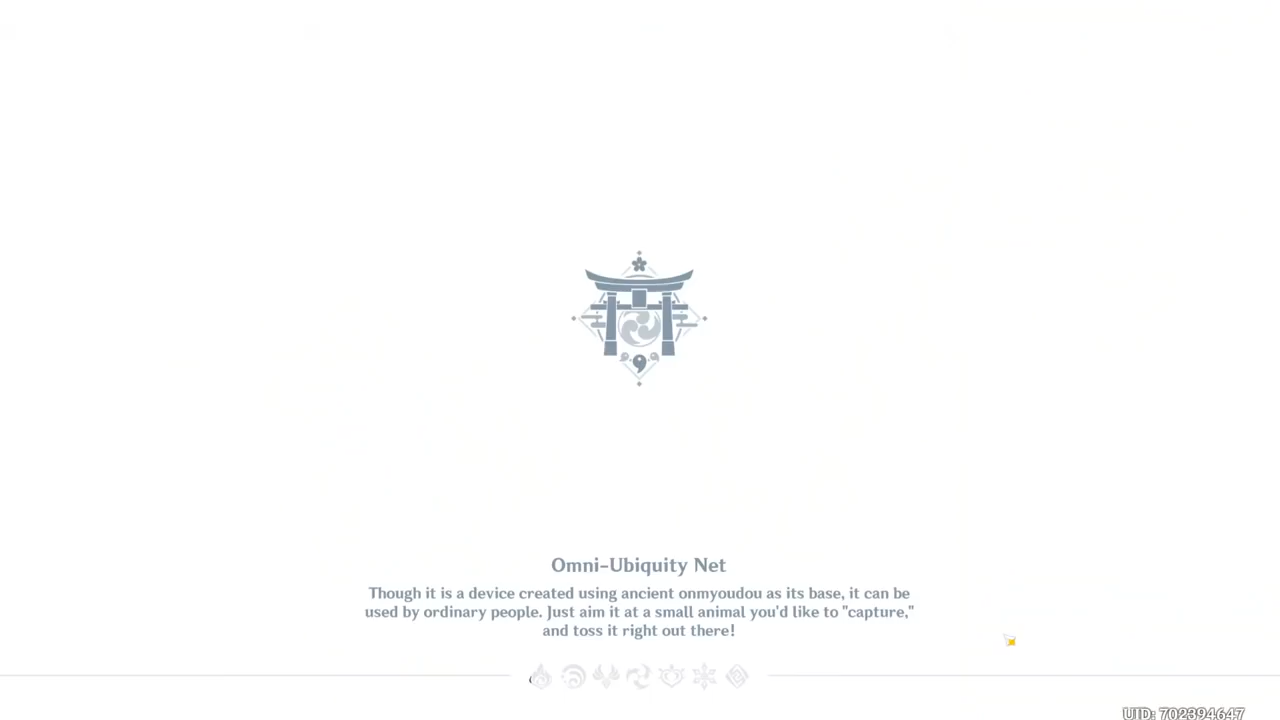 Omni-Ubiquity Net
Though it is a device created using ancient onmyoudou as its base, it can be
used by ordinary people. Just aim it at a small animal you'd like to "capture,"
and toss it right out there!
UID: 702394647